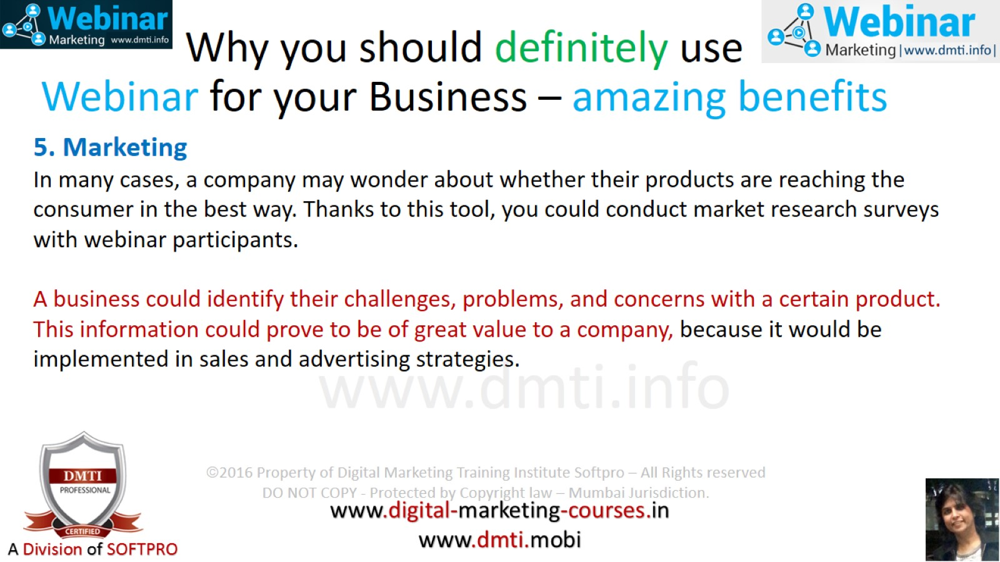 Webinar
Marketing www.dmti.info
Webinar
Marketing|www.dmti.info|
Why you should definitely use
Webinar for your Business – amazing benefits
5. Marketing
In many cases, a company may wonder about whether their products are reaching the
consumer in the best way. Thanks to this tool, you could conduct market research surveys
with webinar participants.
A business could identify their challenges, problems, and concerns with a certain product.
This information could prove to be of great value to a company, because it would be
implemented in sales and advertising strategies.
www.dmti.info
DMTI
PROFESSIONAL
CERTIFIED
A Division of SOFTPRO
©2016 Property of Digital Marketing Training Institute Softpro – All Rights reserved
DO NOT COPY - Protected by Copyright law – Mumbai Jurisdiction.
www.digital-marketing-courses.in
www.dmti.mobi